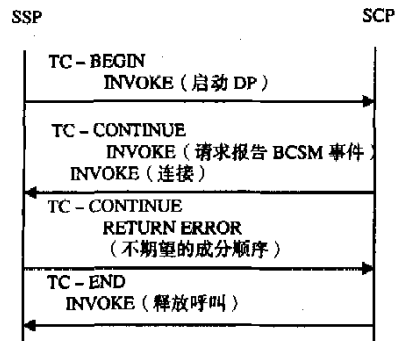 SSP SCP
TC – BEGIN
INVOKE（启动 DP）
TC – CONTINUE
INVOKE（请求报告 BCSM 事件）
INVOKE（连接）
TC – CONTINUE
RETURN ERROR
（不期望的成分顺序）
TC – END
INVOKE（释放呼叫）